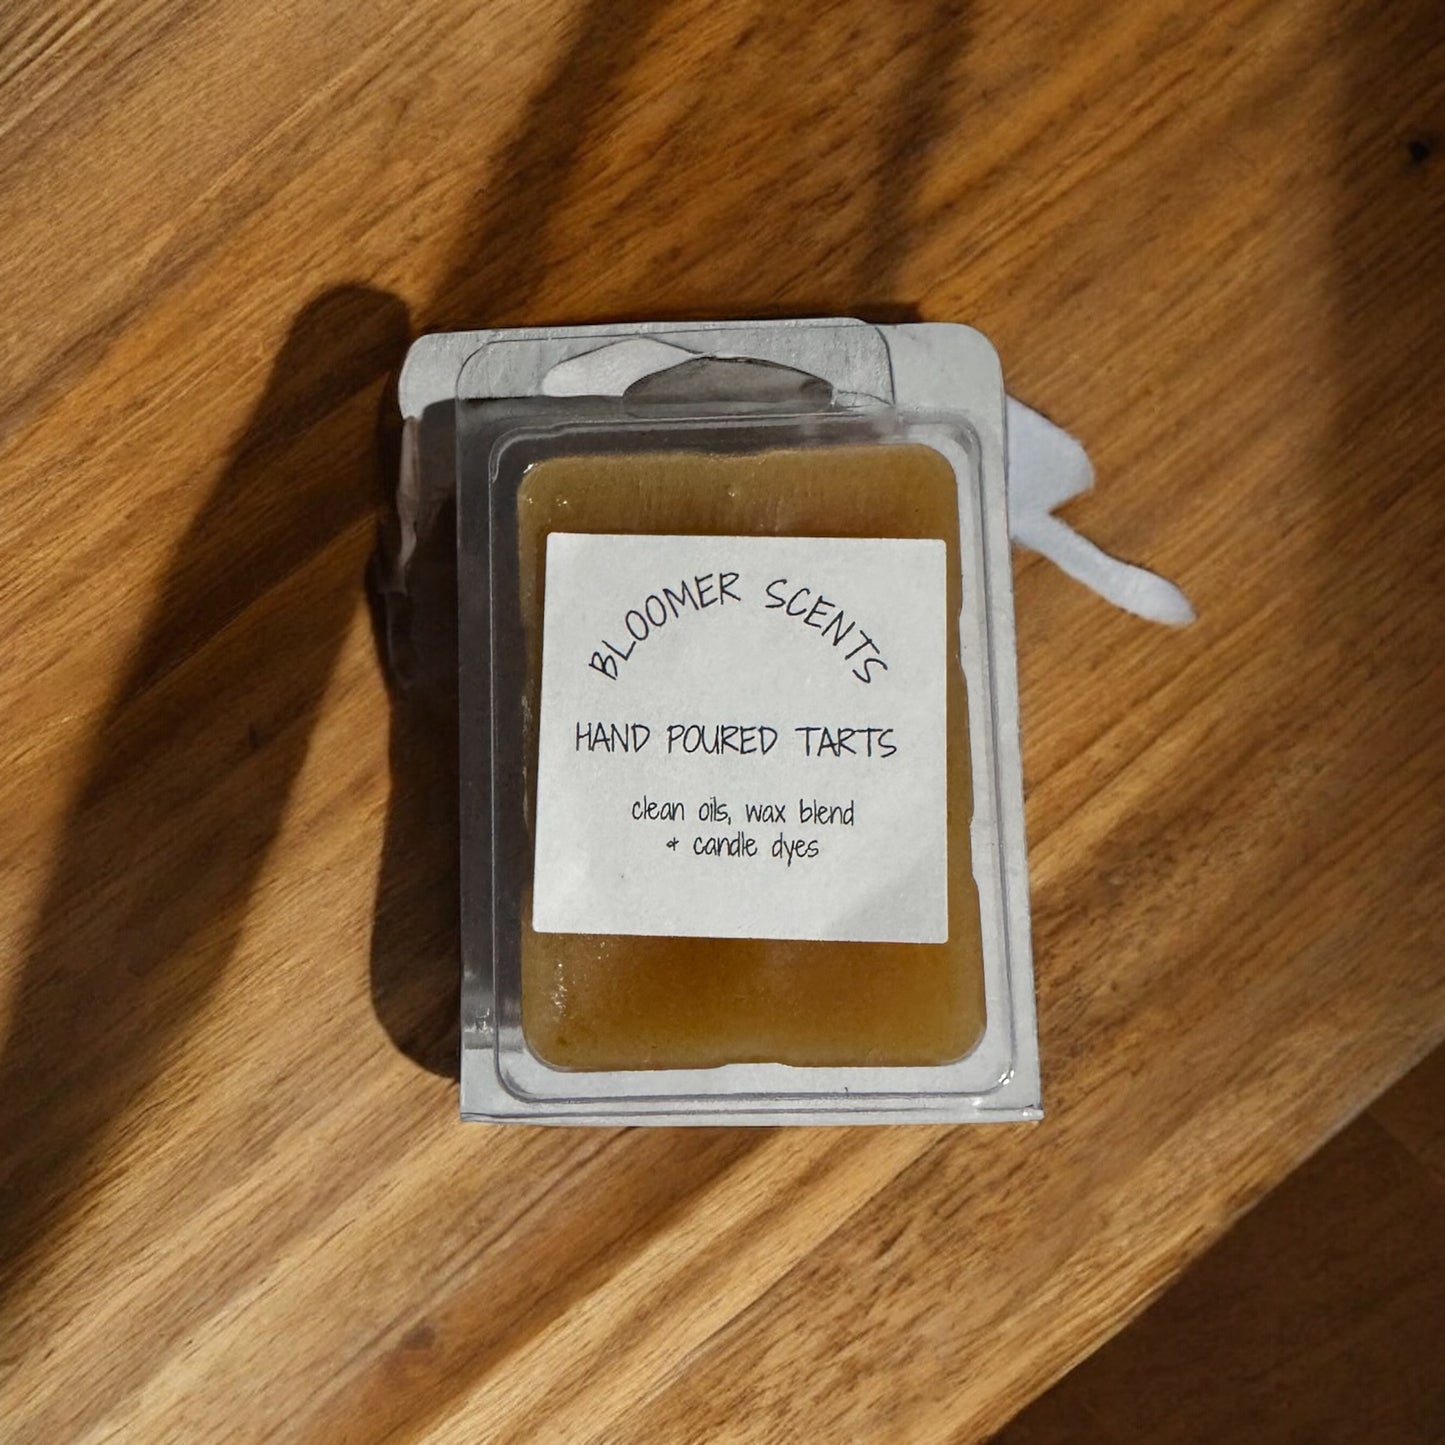 BLOOMER SCENTS
HAND POURED TARTS
clean oils, wax blend
+ candle dyes